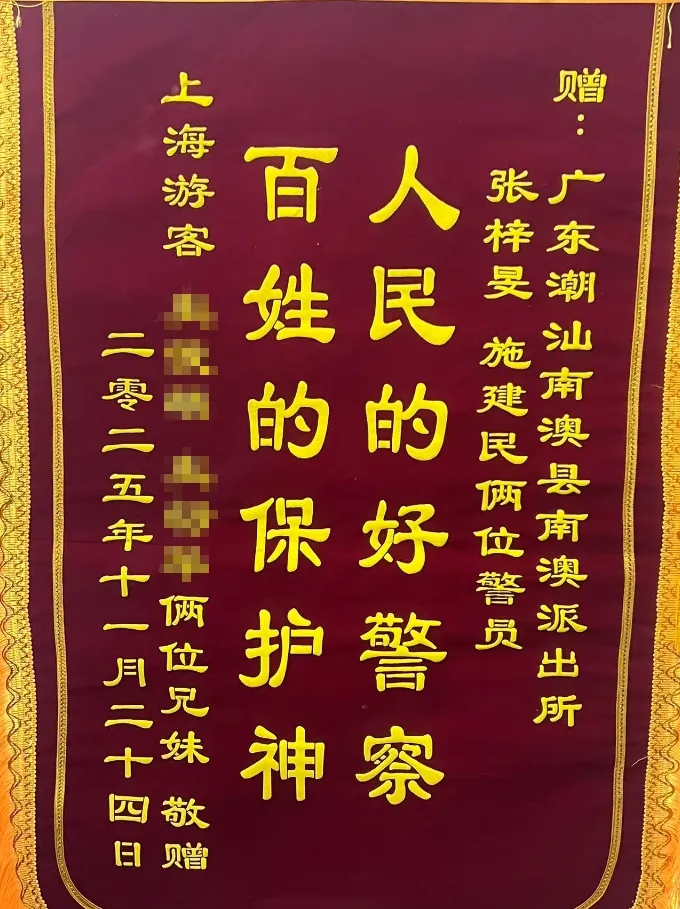 赠：
广东潮汕南澳县南澳派出所
张梓旻 施建民俩位警员
人民的好警察
百姓的保护神
上海游客 俩位兄妹 敬赠
二零二五年十一月二十四日